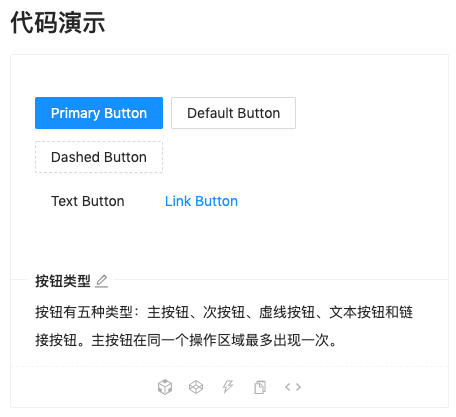 代码演示
Primary Button Default Button
Dashed Button
Text Button Link Button
按钮类型
按钮有五种类型：主按钮、次按钮、虚线按钮、文本按钮和链
接按钮。主按钮在同一个操作区域最多出现一次。